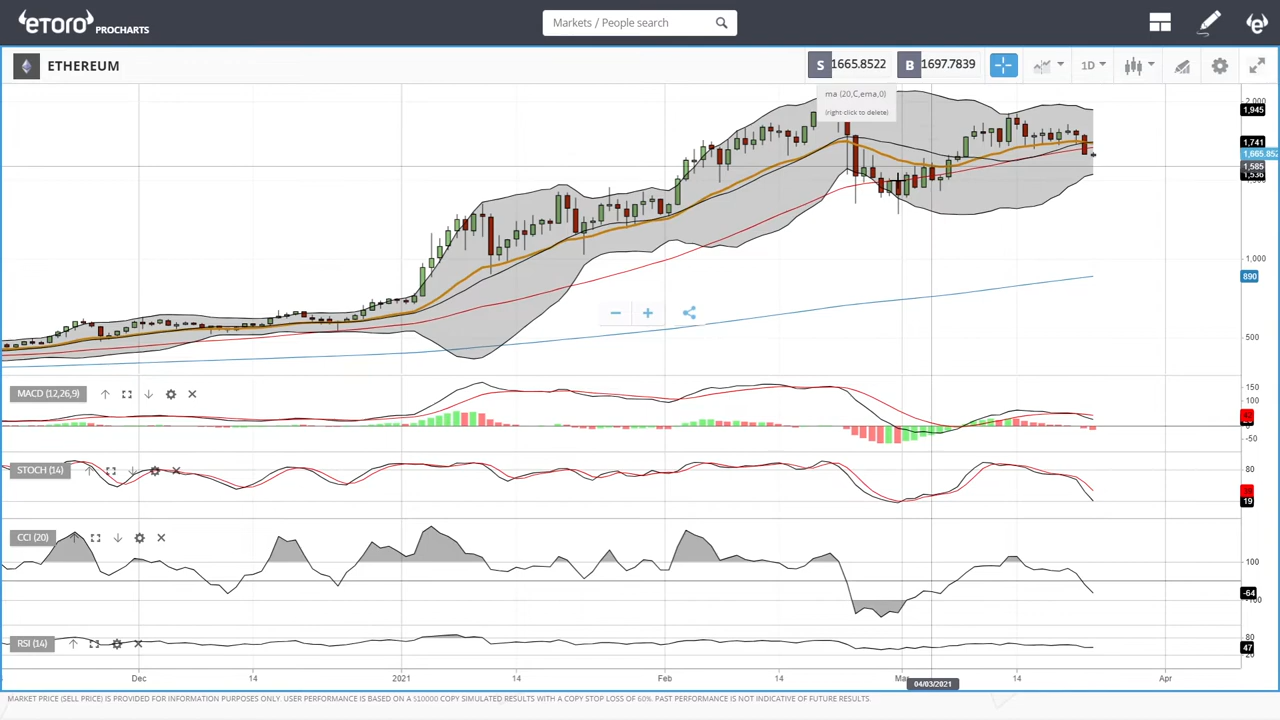 eToro PROCHARTS
Markets / People search
ETHEREUM
S 1665.8522 B 1697.7839
1D
ma (20,C,ema,0)
(right click to delete)
2,000
1,945
1,741
1,665.852
1,585
1,536
1,000
890
500
MACD (12,26,9)
150
100
-50
STOCH (14)
80
19
CCI (20)
100
-64
-100
RSI (14)
80
47
20
Dec 14 2021 14 Feb 14 Mar 14 Apr
04/03/2021
MARKET PRICE (SELL PRICE) IS PROVIDED FOR INFORMATION PURPOSES ONLY. USER PERFORMANCE IS BASED ON A $10000 COPY SIMULATED RESULTS WITH A COPY STOP LOSS OF 60%. PAST PERFORMANCE IS NOT INDICATIVE OF FUTURE RESULTS.